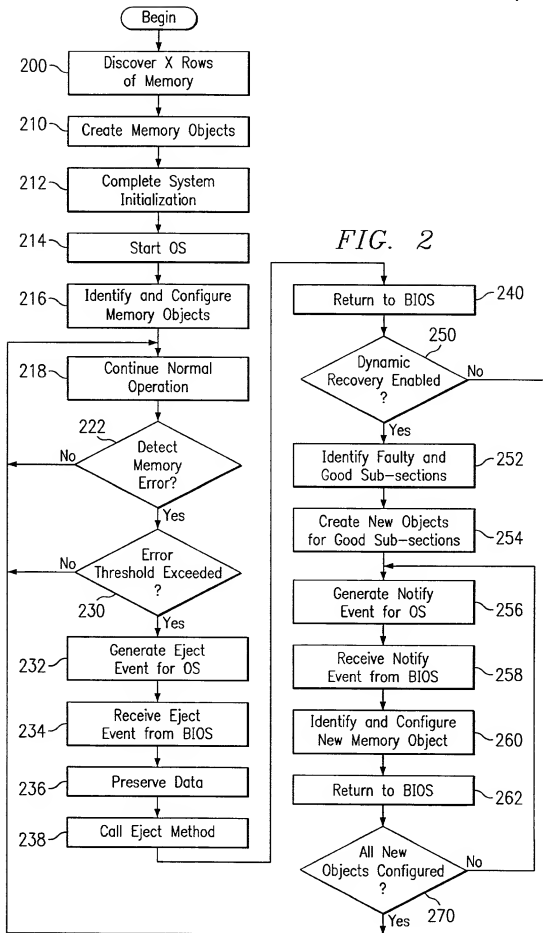 Begin
200
Discover X Rows
of Memory
210
Create Memory Objects
212
Complete System
Initialization
214
Start OS
216
Identify and Configure
Memory Objects
218
Continue Normal
Operation
222
Detect
Memory
Error?
No
Yes
Error
Threshold Exceeded
?
No
230
Yes
232
Generate Eject
Event for OS
234
Receive Eject
Event from BIOS
236
Preserve Data
238
Call Eject Method
FIG. 2
Return to BIOS
240
250
Dynamic
Recovery Enabled
?
No
Yes
Identify Faulty and
Good Sub-sections
252
Create New Objects
for Good Sub-sections
254
Generate Notify
Event for OS
256
Receive Notify
Event from BIOS
258
Identify and Configure
New Memory Object
260
Return to BIOS
262
All New
Objects Configured
?
No
270
Yes